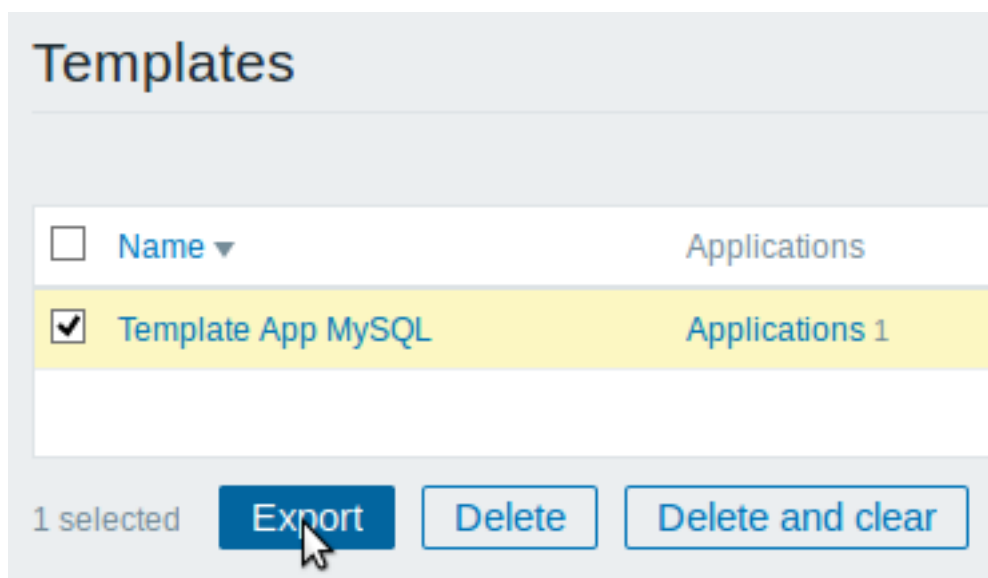 Templates
Name Applications
Template App MySQL Applications 1
1 selected Export Delete Delete and clear